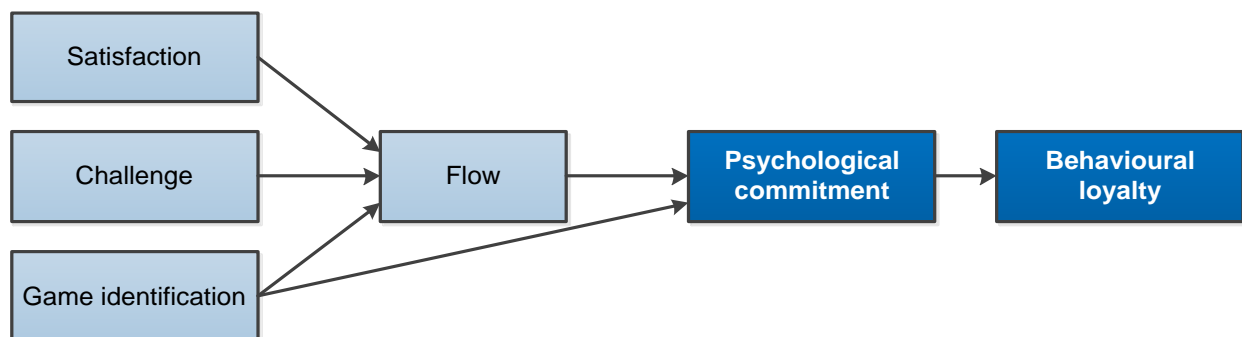 Satisfaction
Challenge
Game identification
Flow
Psychological
commitment
Behavioural
loyalty